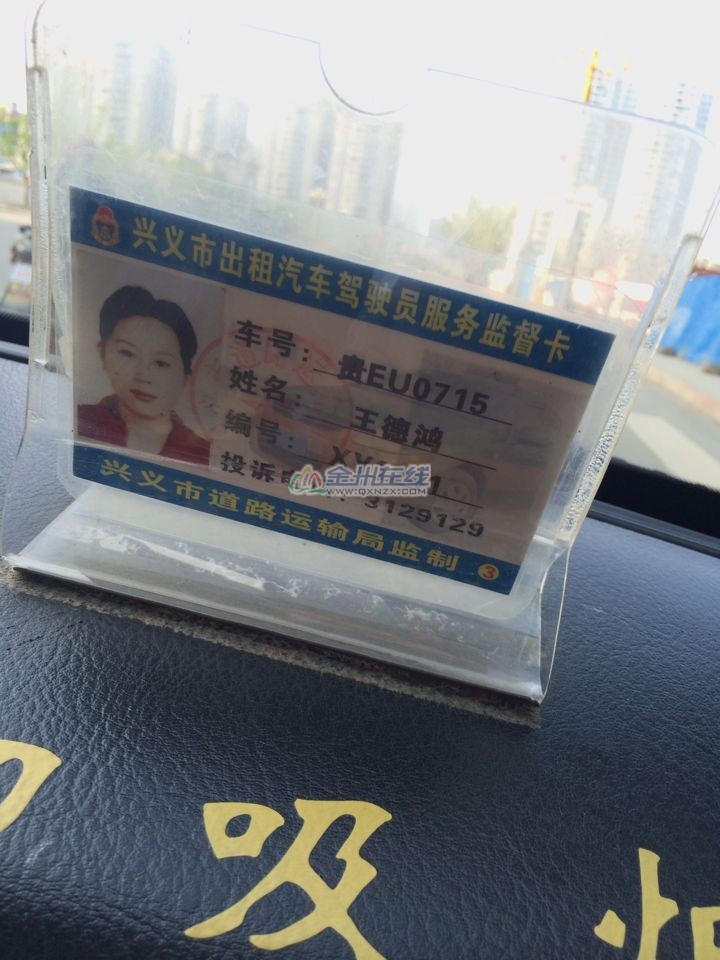 兴义市出租汽车驾驶员服务监督卡
车号：贵EU0715
姓名：王德鸿
编号：
投诉
3129129
金州在线
WWW.QXNZX.COM
兴义市道路运输局监制 3
吸